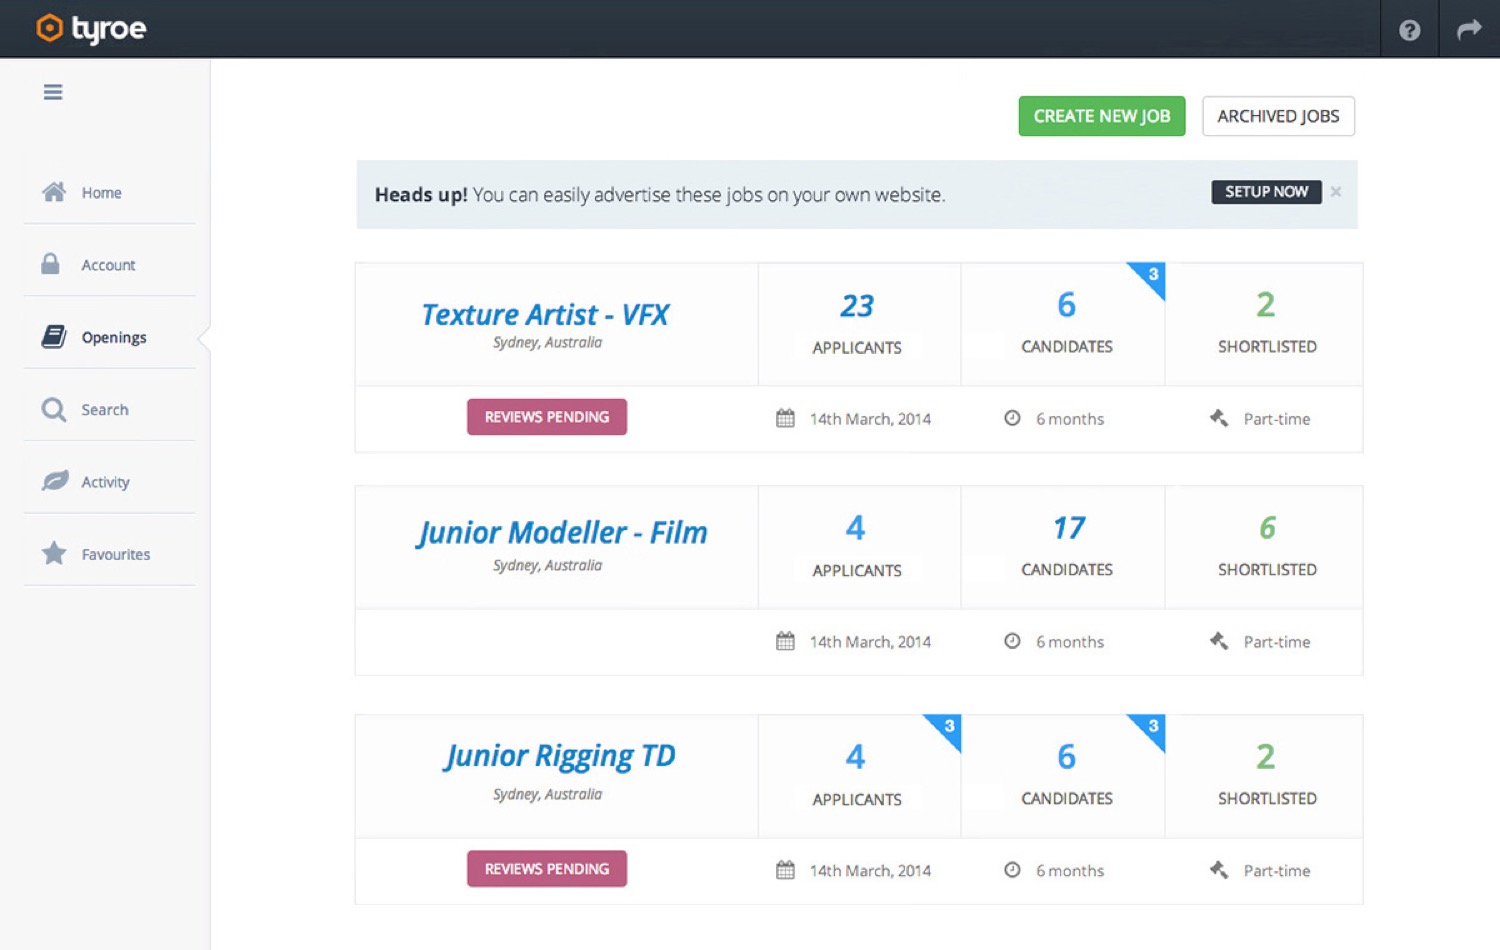 tyroe
CREATE NEW JOB
ARCHIVED JOBS
Heads up! You can easily advertise these jobs on your own website.
SETUP NOW
Home
Account
Openings
Search
Activity
Favourites
Texture Artist - VFX
Sydney, Australia
23
APPLICANTS
6
CANDIDATES
3
2
SHORTLISTED
REVIEWS PENDING
14th March, 2014
6 months
Part-time
Junior Modeller - Film
Sydney, Australia
4
APPLICANTS
17
CANDIDATES
6
SHORTLISTED
14th March, 2014
6 months
Part-time
Junior Rigging TD
Sydney, Australia
4
APPLICANTS
3
6
CANDIDATES
3
2
SHORTLISTED
REVIEWS PENDING
14th March, 2014
6 months
Part-time